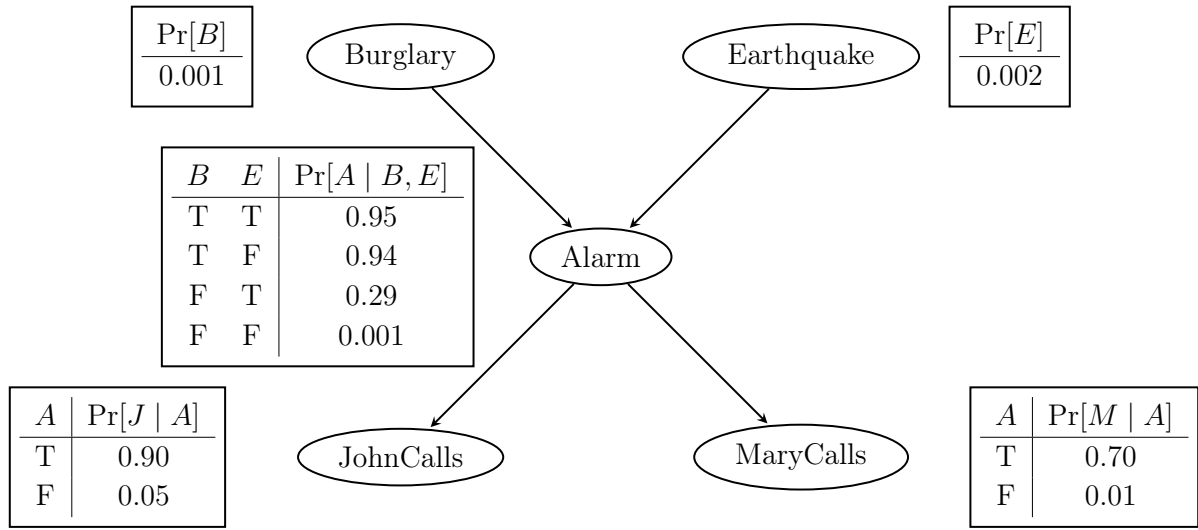 Pr[B]
0.001
Burglary
Earthquake
Pr[E]
0.002
B E Pr[A | B, E]
T T 0.95
T F 0.94
F T 0.29
F F 0.001
Alarm
A Pr[J | A]
T 0.90
F 0.05
JohnCalls
MaryCalls
A Pr[M | A]
T 0.70
F 0.01